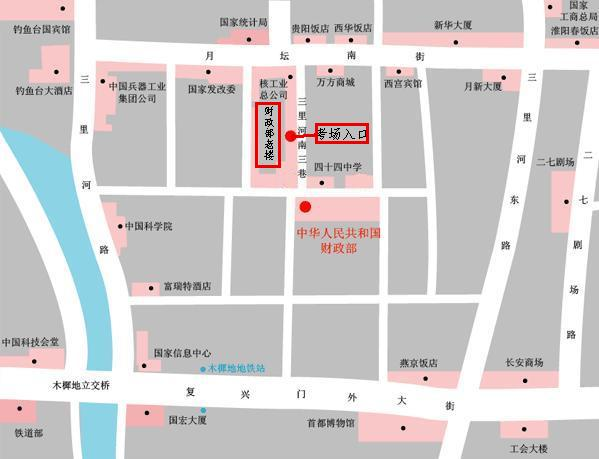 钓鱼台国宾馆
国家统计局
贵阳饭店
西华饭店
新华大厦
国家
工商总局
淮阳春饭店
月坛南街
钓鱼台大酒店
三里河路
中国兵器工业
集团公司
国家发改委
核工业
总公司
万方商城
西宫宾馆
月新大厦
三里河东路
财政部老楼
三里河南三巷
考场入口
四十四中学
二七剧场
二七剧场路
中国科学院
中华人民共和国
财政部
富瑞特酒店
中国科技会堂
国家信息中心
木樨地地铁站
燕京饭店
长安商场
木樨地立交桥
复兴门外大街
铁道部
国宏大厦
首都博物馆
工会大楼